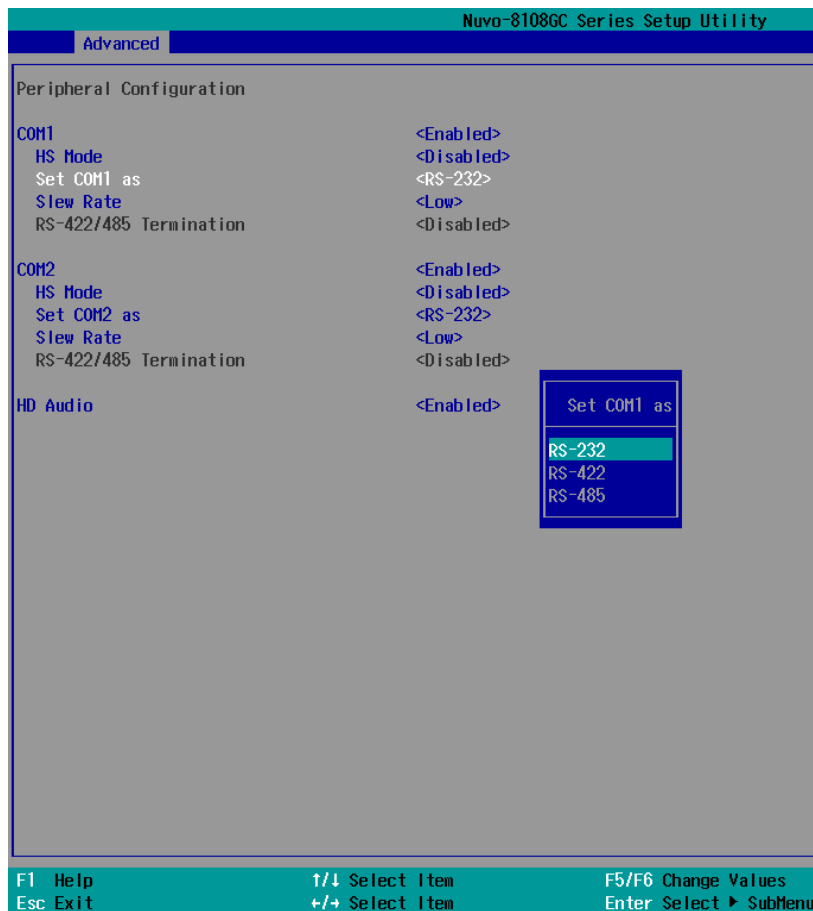 Nuvo-8108GC Series Setup Utility
Advanced
Peripheral Configuration
COM1 <Enabled>
HS Mode <Disabled>
Set COM1 as <RS-232>
Slew Rate <Low>
RS-422/485 Termination <Disabled>
COM2 <Enabled>
HS Mode <Disabled>
Set COM2 as <RS-232>
Slew Rate <Low>
RS-422/485 Termination <Disabled>
HD Audio <Enabled>
Set COM1 as
RS-232
RS-422
RS-485
F1 Help ↑/↓ Select Item F5/F6 Change Values
Esc Exit ←/→ Select Item Enter Select ▶ SubMenu